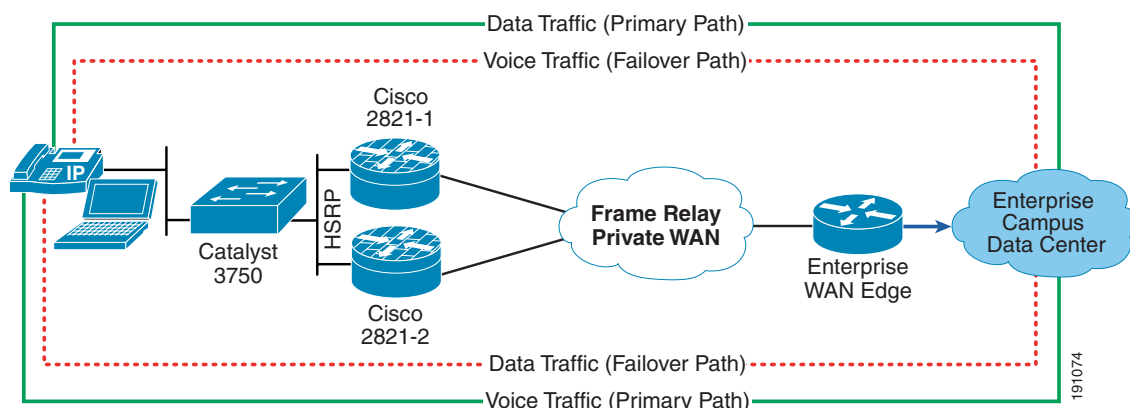 Data Traffic (Primary Path)
Voice Traffic (Failover Path)
Cisco
2821-1
IP
HSRP
Catalyst
3750
Cisco
2821-2
Frame Relay
Private WAN
Enterprise
WAN Edge
Enterprise
Campus
Data Center
Data Traffic (Failover Path)
Voice Traffic (Primary Path)
191074